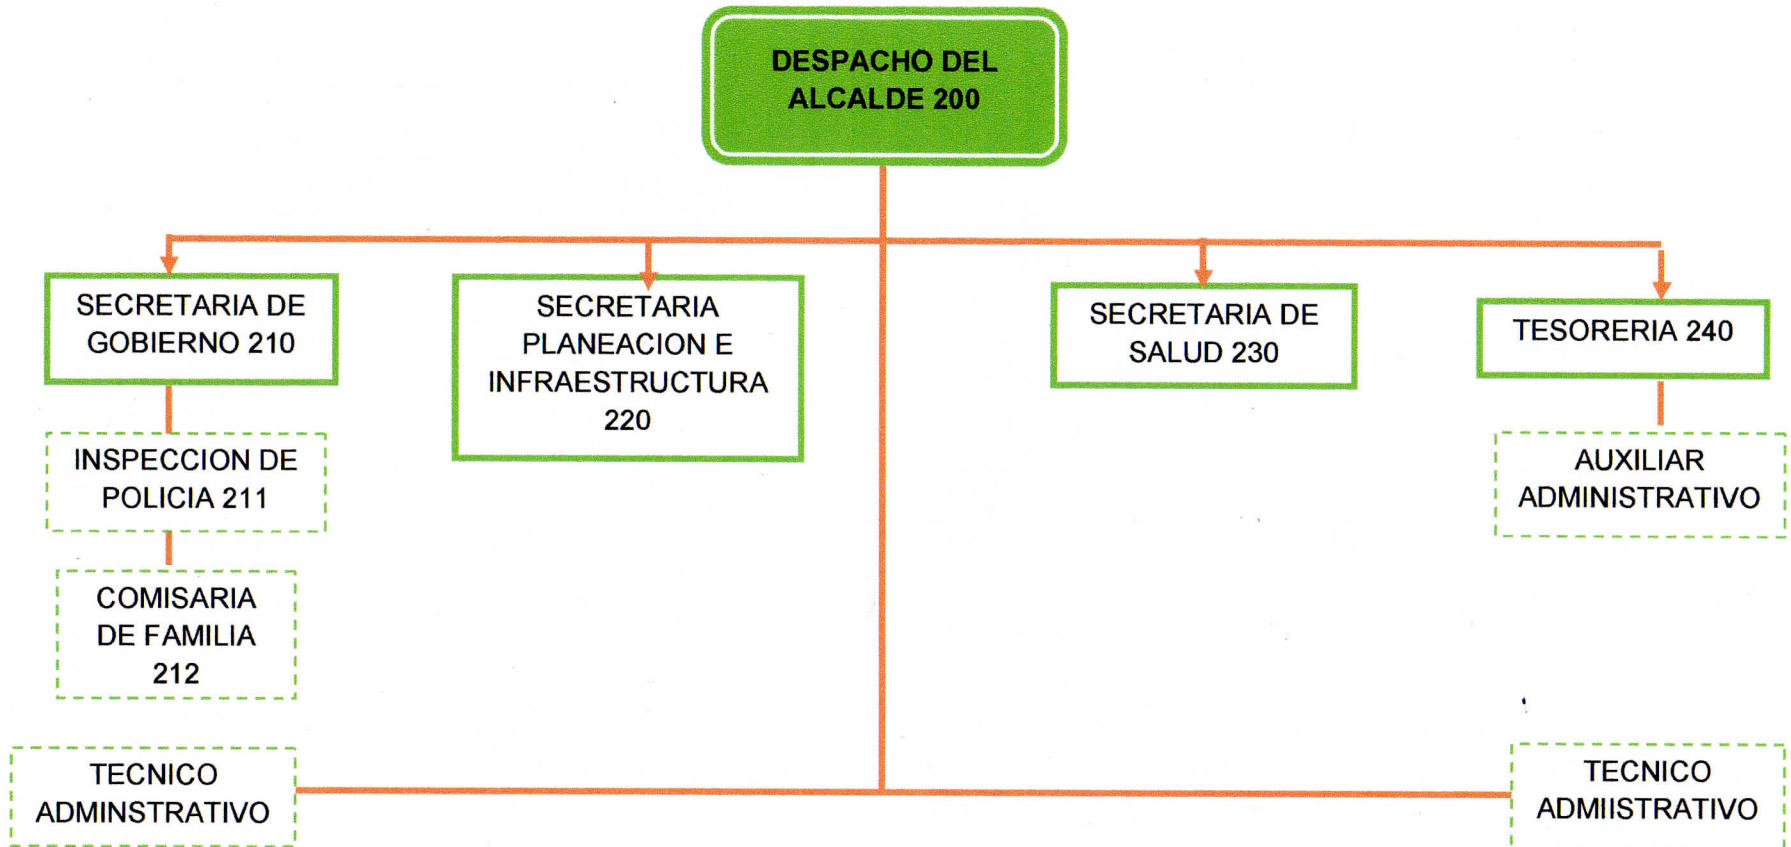 DESPACHO DEL
ALCALDE 200
SECRETARIA DE
GOBIERNO 210
SECRETARIA
PLANEACION E
INFRAESTRUCTURA
220
SECRETARIA DE
SALUD 230
TESORERIA 240
INSPECCION DE
POLICIA 211
AUXILIAR
ADMINISTRATIVO
COMISARIA
DE FAMILIA
212
TECNICO
ADMINSTRATIVO
TECNICO
ADMIISTRATIVO